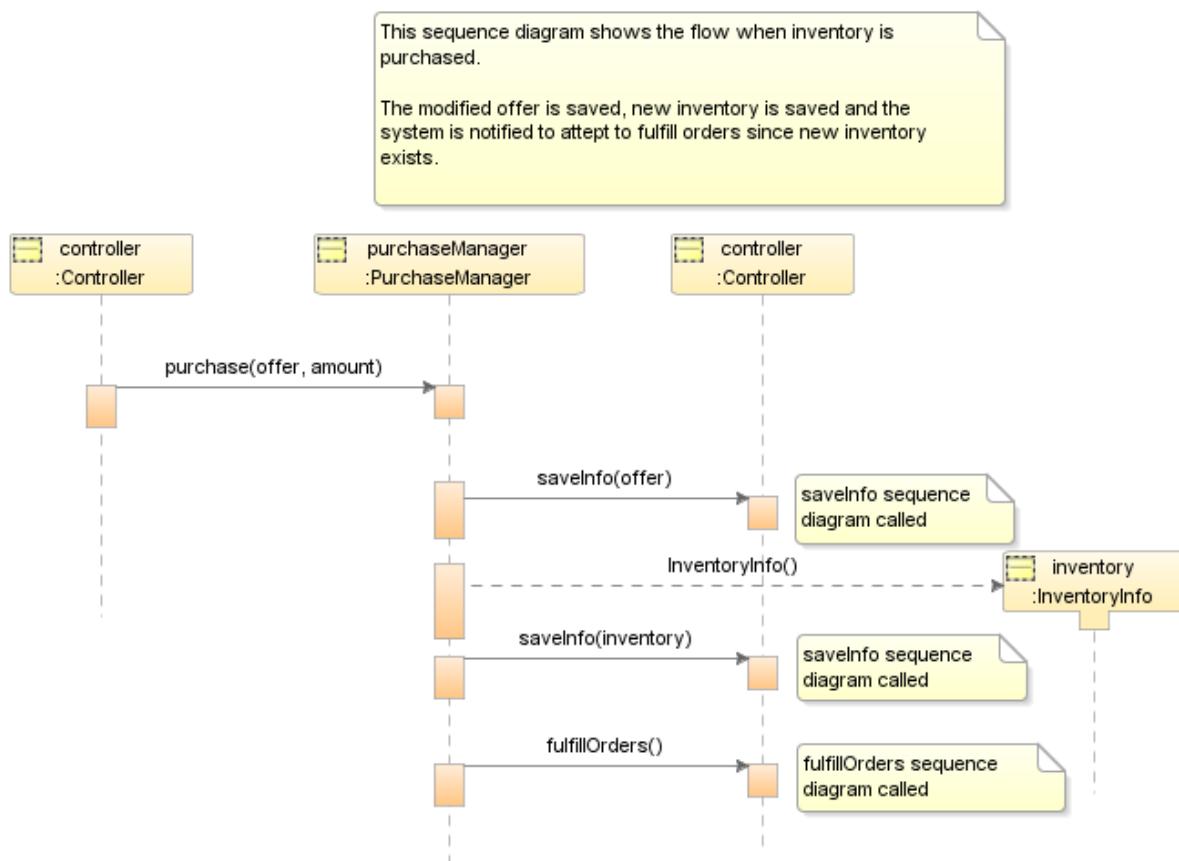 This sequence diagram shows the flow when inventory is
purchased.
The modified offer is saved, new inventory is saved and the
system is notified to attept to fulfill orders since new inventory
exists.
controller
:Controller
purchaseManager
:PurchaseManager
controller
:Controller
purchase(offer, amount)
saveInfo(offer)
saveInfo sequence
diagram called
InventoryInfo()
inventory
:InventoryInfo
saveInfo(inventory)
saveInfo sequence
diagram called
fulfillOrders()
fulfillOrders sequence
diagram called